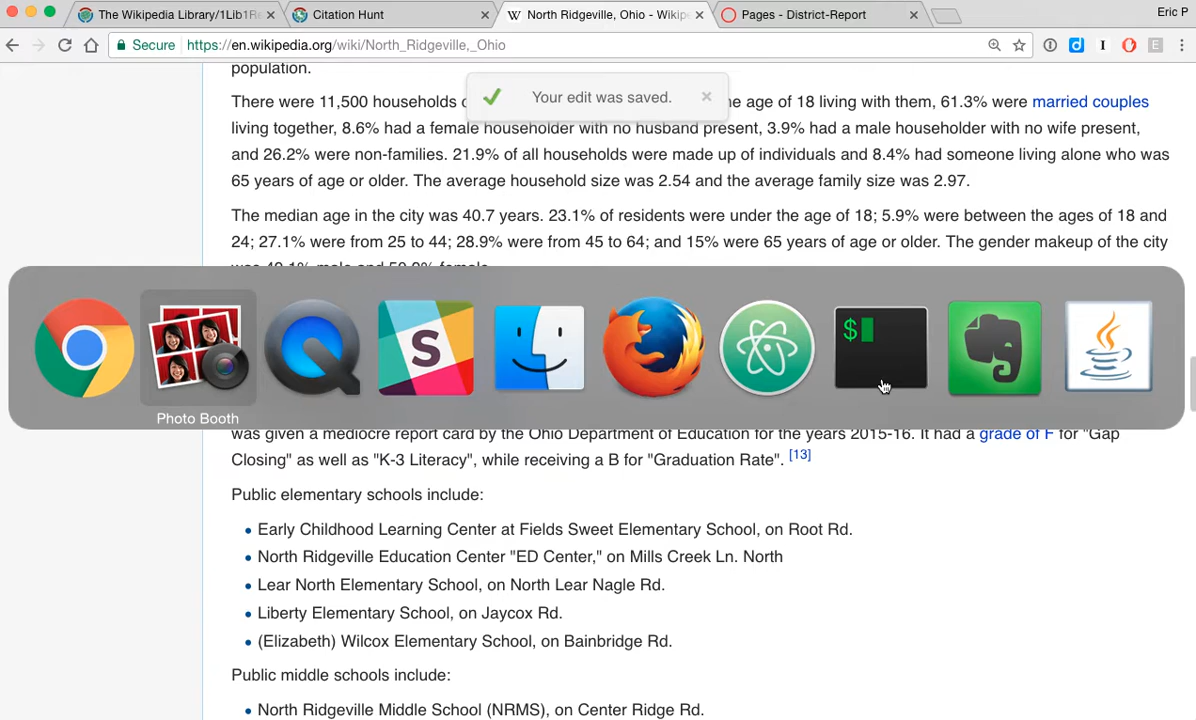 The Wikipedia Library/1Lib1R
Citation Hunt
North Ridgeville, Ohio - Wikip
Pages - District-Report
Eric P
Secure
https://en.wikipedia.org/wiki/North_Ridgeville,_Ohio
population.
Your edit was saved.
There were 11,500 households
he age of 18 living with them, 61.3% were married couples
living together, 8.6% had a female householder with no husband present, 3.9% had a male householder with no wife present,
and 26.2% were non-families. 21.9% of all households were made up of individuals and 8.4% had someone living alone who was
65 years of age or older. The average household size was 2.54 and the average family size was 2.97.
The median age in the city was 40.7 years. 23.1% of residents were under the age of 18; 5.9% were between the ages of 18 and
24; 27.1% were from 25 to 44; 28.9% were from 45 to 64; and 15% were 65 years of age or older. The gender makeup of the city
S
$
Photo Booth
was given a mediocre report card by the Ohio Department of Education for the years 2015-16. It had a grade of F for "Gap
Closing" as well as "K-3 Literacy", while receiving a B for "Graduation Rate". [13]
Public elementary schools include:
Early Childhood Learning Center at Fields Sweet Elementary School, on Root Rd.
North Ridgeville Education Center "ED Center," on Mills Creek Ln. North
Lear North Elementary School, on North Lear Nagle Rd.
Liberty Elementary School, on Jaycox Rd.
(Elizabeth) Wilcox Elementary School, on Bainbridge Rd.
Public middle schools include:
North Ridgeville Middle School (NRMS), on Center Ridge Rd.